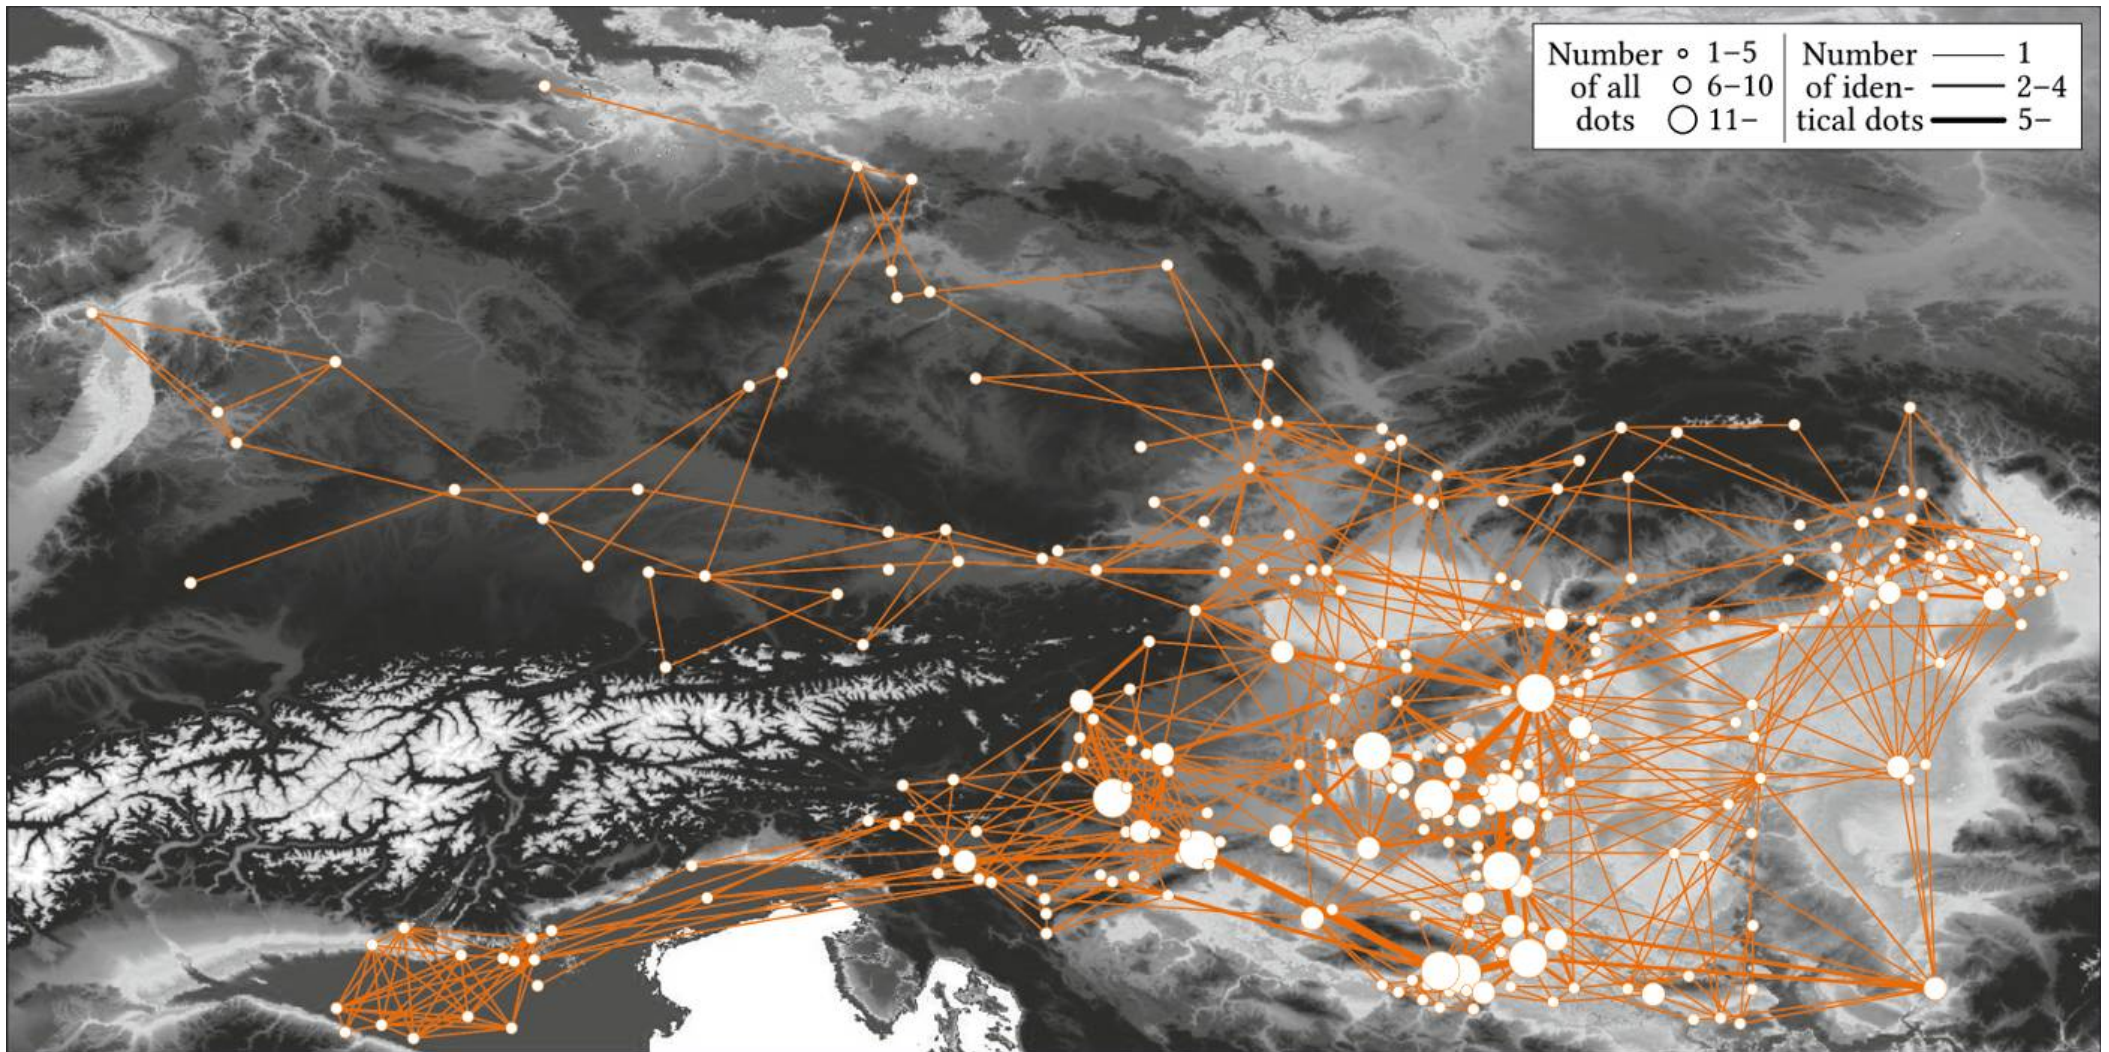 Number 1–5
of all 6–10
dots 11–
Number 1
of iden- 2–4
tical dots 5–